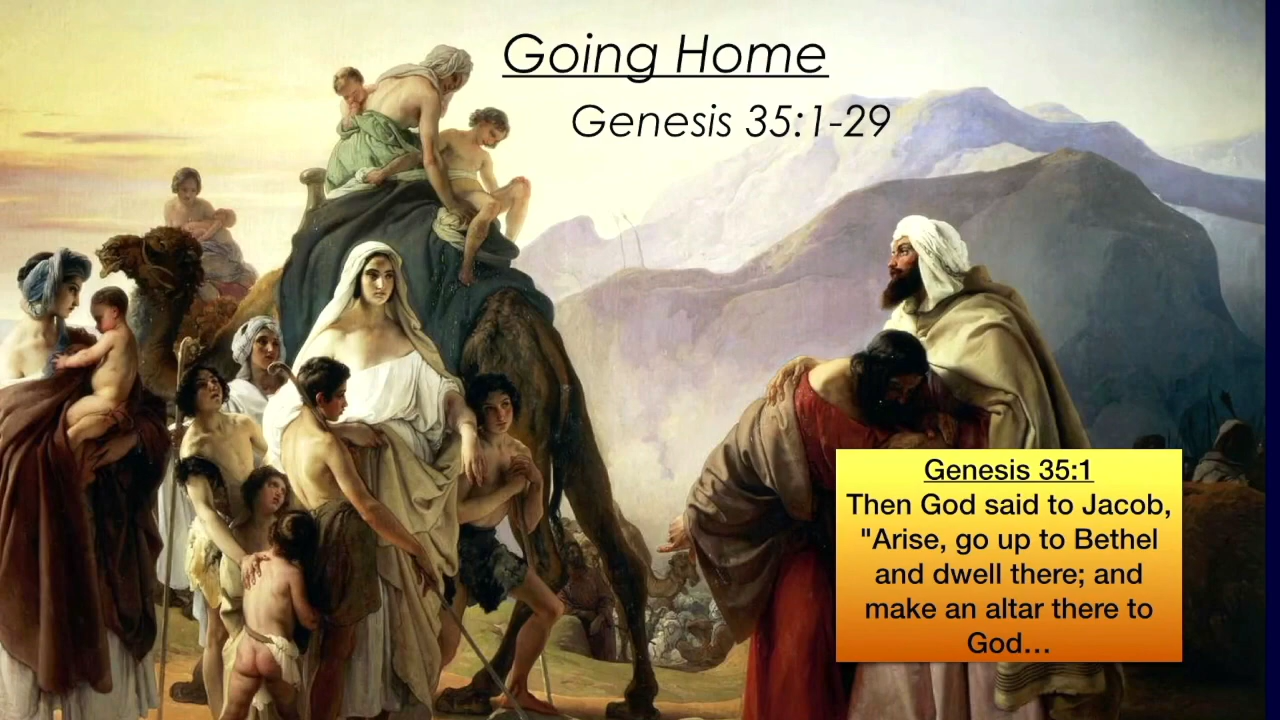 Going Home
Genesis 35:1-29
Genesis 35:1
Then God said to Jacob,
"Arise, go up to Bethel
and dwell there; and
make an altar there to
God…